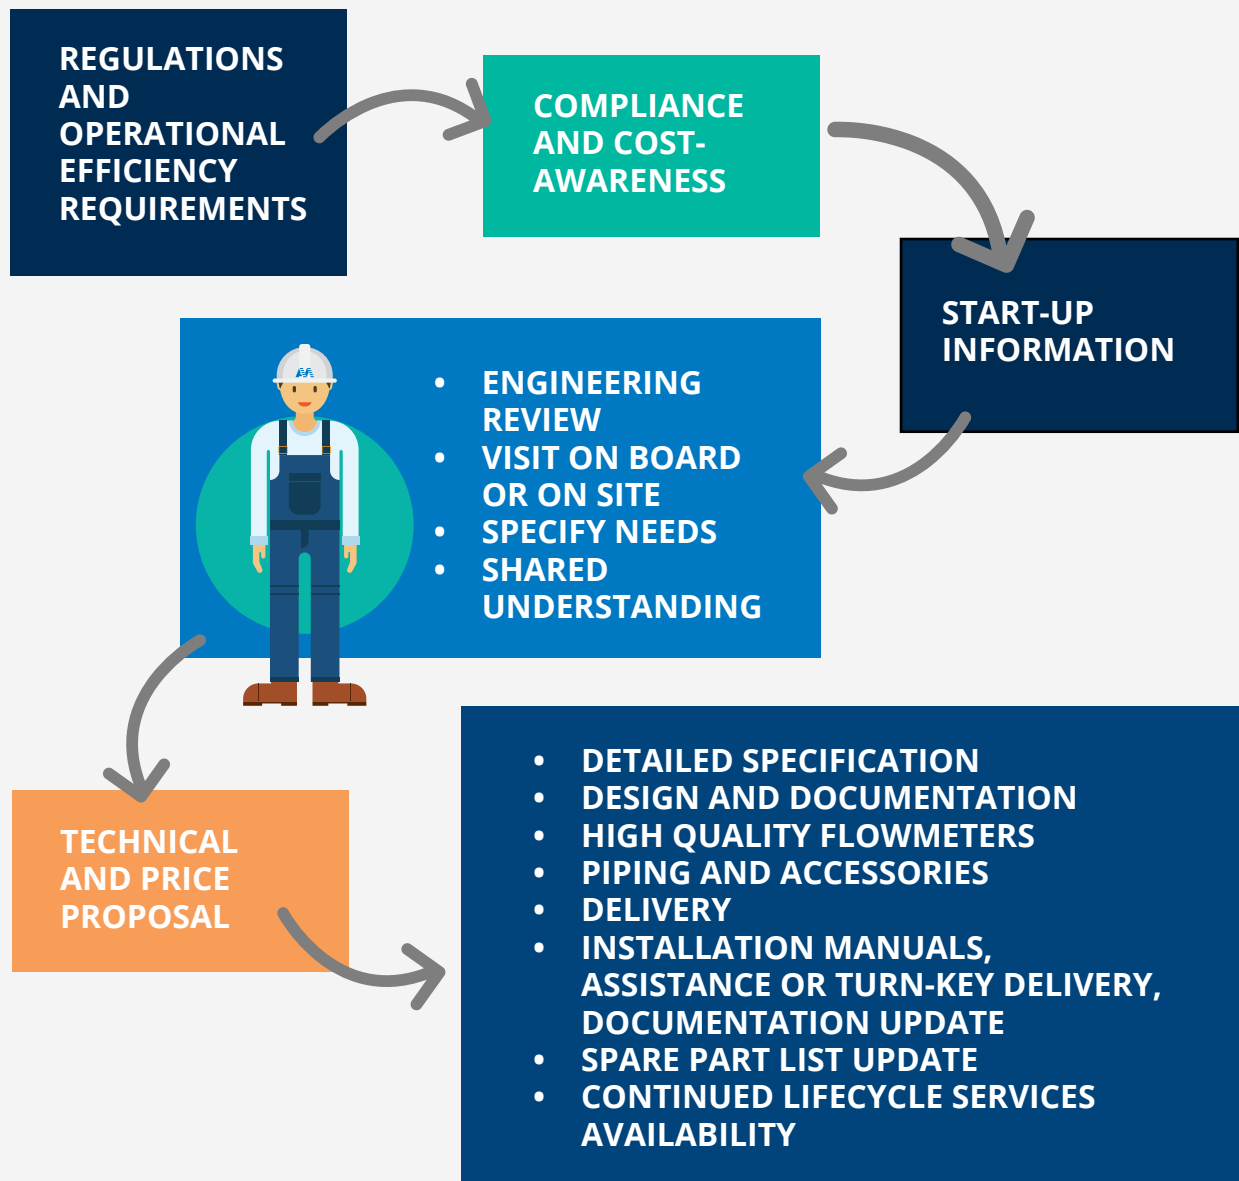 REGULATIONS
AND
OPERATIONAL
EFFICIENCY
REQUIREMENTS
COMPLIANCE
AND COST-
AWARENESS
START-UP
INFORMATION
• ENGINEERING
REVIEW
• VISIT ON BOARD
OR ON SITE
• SPECIFY NEEDS
• SHARED
UNDERSTANDING
TECHNICAL
AND PRICE
PROPOSAL
• DETAILED SPECIFICATION
• DESIGN AND DOCUMENTATION
• HIGH QUALITY FLOWMETERS
• PIPING AND ACCESSORIES
• DELIVERY
• INSTALLATION MANUALS,
ASSISTANCE OR TURN-KEY DELIVERY,
DOCUMENTATION UPDATE
• SPARE PART LIST UPDATE
• CONTINUED LIFECYCLE SERVICES
AVAILABILITY